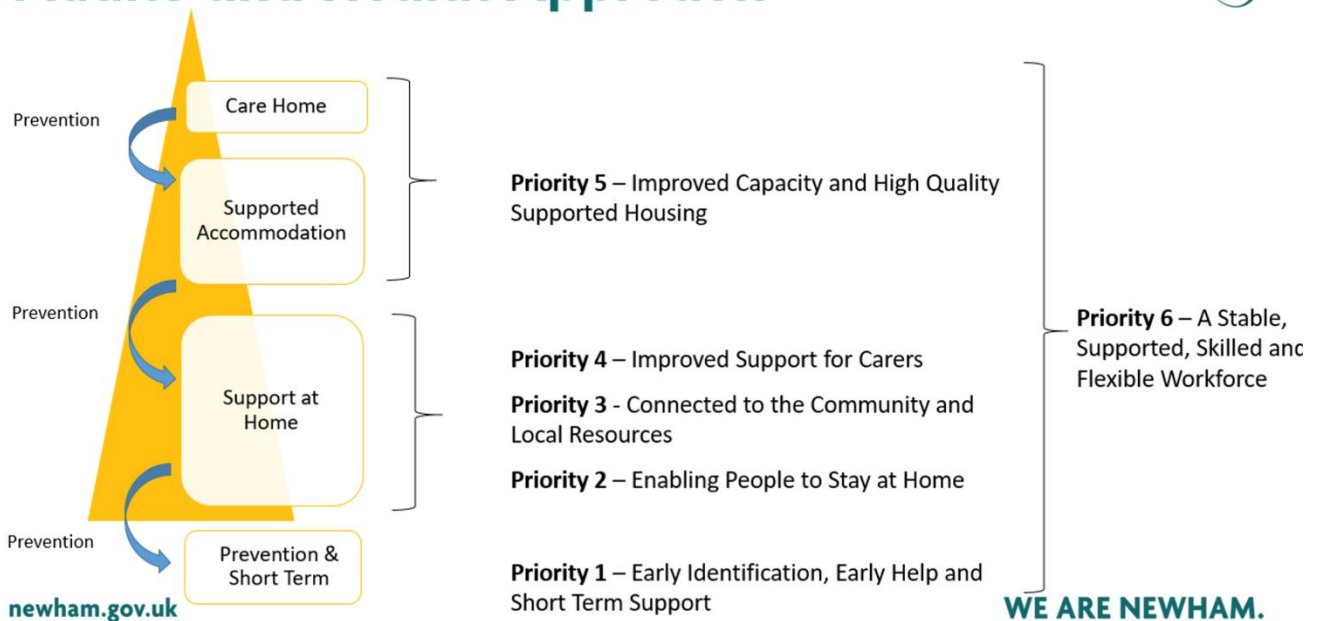 Care Home
Prevention
Supported
Accommodation
Priority 5 – Improved Capacity and High Quality
Supported Housing
Prevention
Support at
Home
Priority 4 – Improved Support for Carers
Priority 3 - Connected to the Community and
Local Resources
Priority 2 – Enabling People to Stay at Home
Priority 6 – A Stable,
Supported, Skilled and
Flexible Workforce
Prevention
Prevention &
Short Term
Priority 1 – Early Identification, Early Help and
Short Term Support
newham.gov.uk
WE ARE NEWHAM.